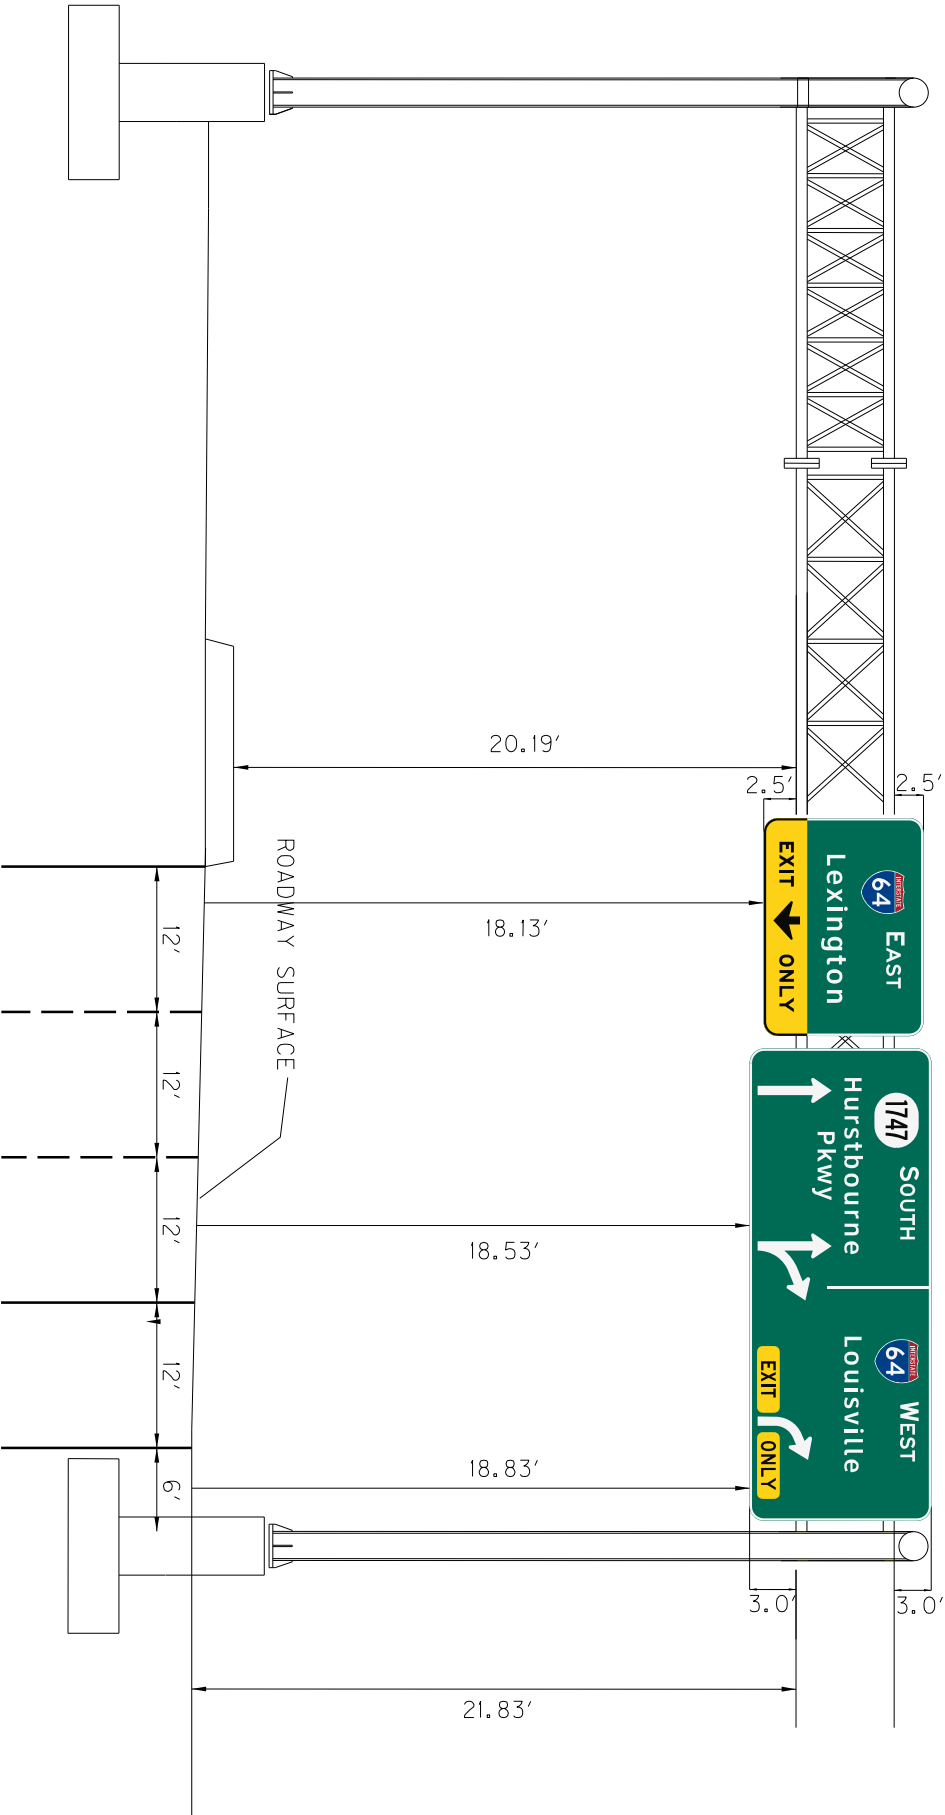 2.5'
2.5'
20.19'
INTERSTATE
64
EAST
Lexington
EXIT ONLY
1747
SOUTH
Hurstbourne
Pkwy
INTERSTATE
64
WEST
Louisville
EXIT ONLY
3.0'
3.0'
18.13'
18.53'
18.83'
21.83'
ROADWAY SURFACE
12'
12'
12'
12'
6'